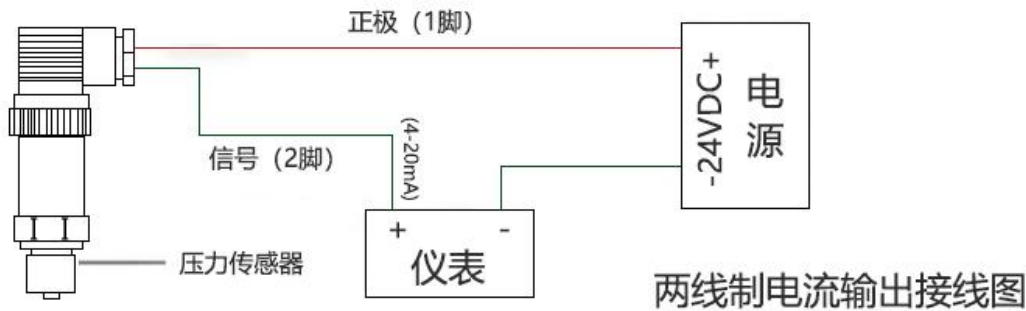 正极（1脚）
-24VDC+
电源
(4-20mA)
信号（2脚）
+ -
仪表
压力传感器
两线制电流输出接线图